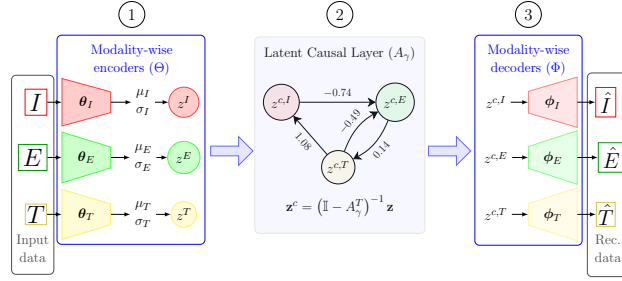 1
2
3
Modality-wise
encoders (Θ)
Latent Causal Layer (A_γ)
Modality-wise
decoders (Φ)
I
θ_I
μ_I
σ_I
z^I
E
θ_E
μ_E
σ_E
z^E
T
θ_T
μ_T
σ_T
z^T
Input
data
z^{c,I}
−0.74
z^{c,E}
1.08
−0.49
0.14
z^{c,T}
𝐳^c = (𝕀 − A_γ^T)^{−1} 𝐳
z^{c,I}
ϕ_I
Î
z^{c,E}
ϕ_E
Ê
z^{c,T}
ϕ_T
T̂
Rec.
data